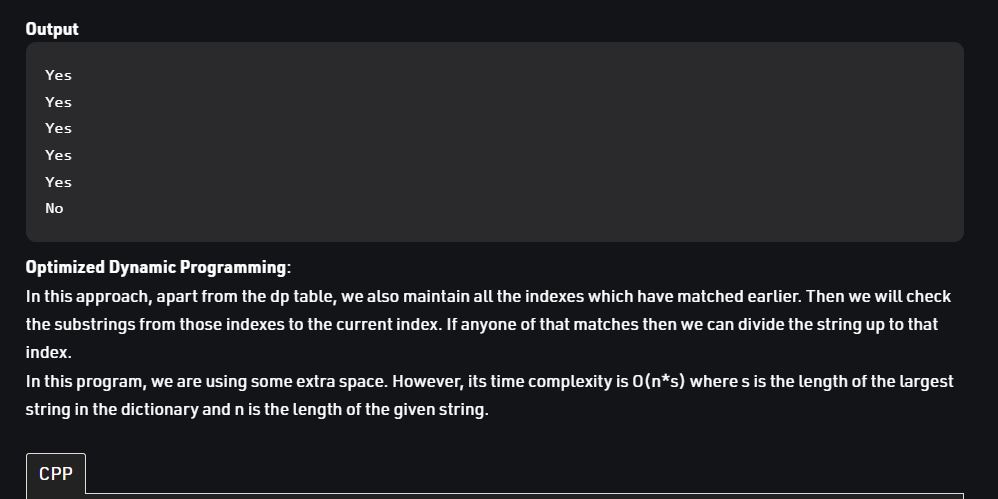 Output
Yes
Yes
Yes
Yes
Yes
No
Optimized Dynamic Programming:
In this approach, apart from the dp table, we also maintain all the indexes which have matched earlier. Then we will check
the substrings from those indexes to the current index. If anyone of that matches then we can divide the string up to that
index.
In this program, we are using some extra space. However, its time complexity is O(n*s) where s is the length of the largest
string in the dictionary and n is the length of the given string.
CPP